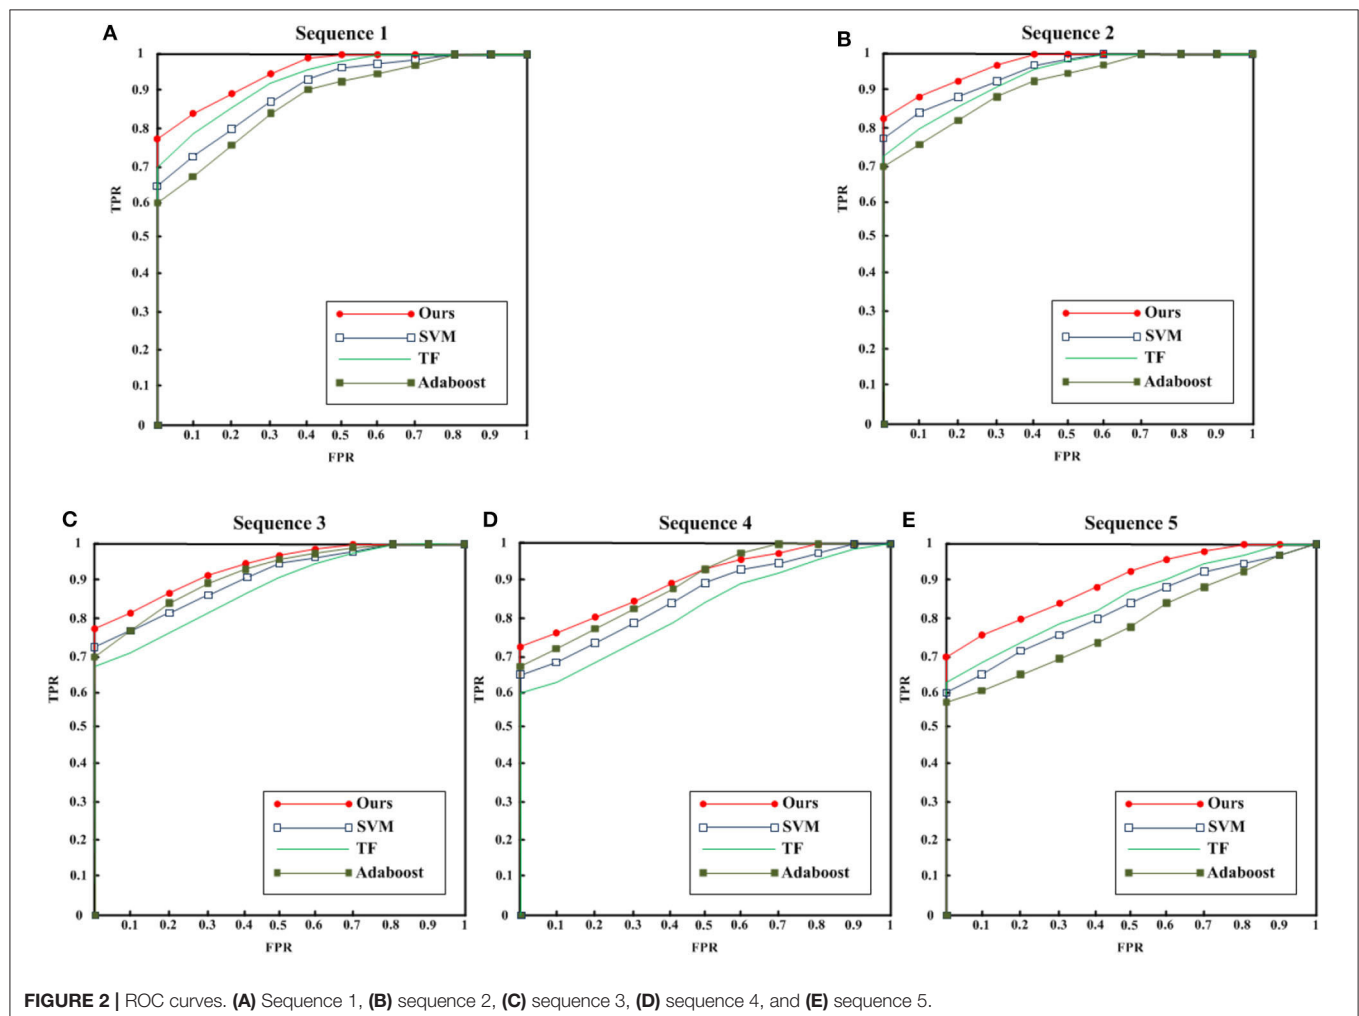 A
Sequence 1
1
0.9
0.8
0.7
0.6
0.5
0.4
0.3
0.2
0.1
0
TPR
Ours
SVM
TF
Adaboost
0.1 0.2 0.3 0.4 0.5 0.6 0.7 0.8 0.9 1
FPR
B
Sequence 2
1
0.9
0.8
0.7
0.6
0.5
0.4
0.3
0.2
0.1
0
TPR
Ours
SVM
TF
Adaboost
0.1 0.2 0.3 0.4 0.5 0.6 0.7 0.8 0.9 1
FPR
C
Sequence 3
1
0.9
0.8
0.7
0.6
0.5
0.4
0.3
0.2
0.1
0
TPR
Ours
SVM
TF
Adaboost
0.1 0.2 0.3 0.4 0.5 0.6 0.7 0.8 0.9 1
FPR
D
Sequence 4
1
0.9
0.8
0.7
0.6
0.5
0.4
0.3
0.2
0.1
0
TPR
Ours
SVM
TF
Adaboost
0.1 0.2 0.3 0.4 0.5 0.6 0.7 0.8 0.9 1
FPR
E
Sequence 5
1
0.9
0.8
0.7
0.6
0.5
0.4
0.3
0.2
0.1
0
TPR
Ours
SVM
TF
Adaboost
0.1 0.2 0.3 0.4 0.5 0.6 0.7 0.8 0.9 1
FPR
FIGURE 2 | ROC curves. (A) Sequence 1, (B) sequence 2, (C) sequence 3, (D) sequence 4, and (E) sequence 5.